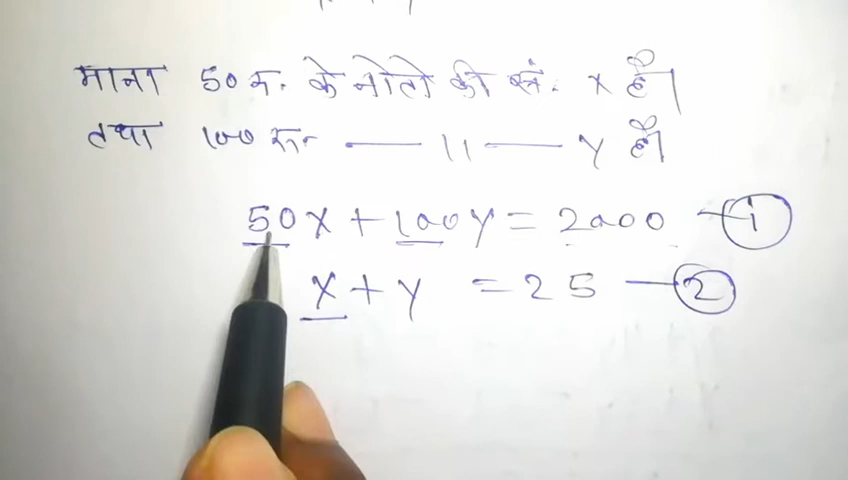 माना 50 रू. के नोटो की सं. x है।
तथा 100 रू. —— 11 —— y है।
50x + 100y = 2000 — 1
x + y = 25 — 2